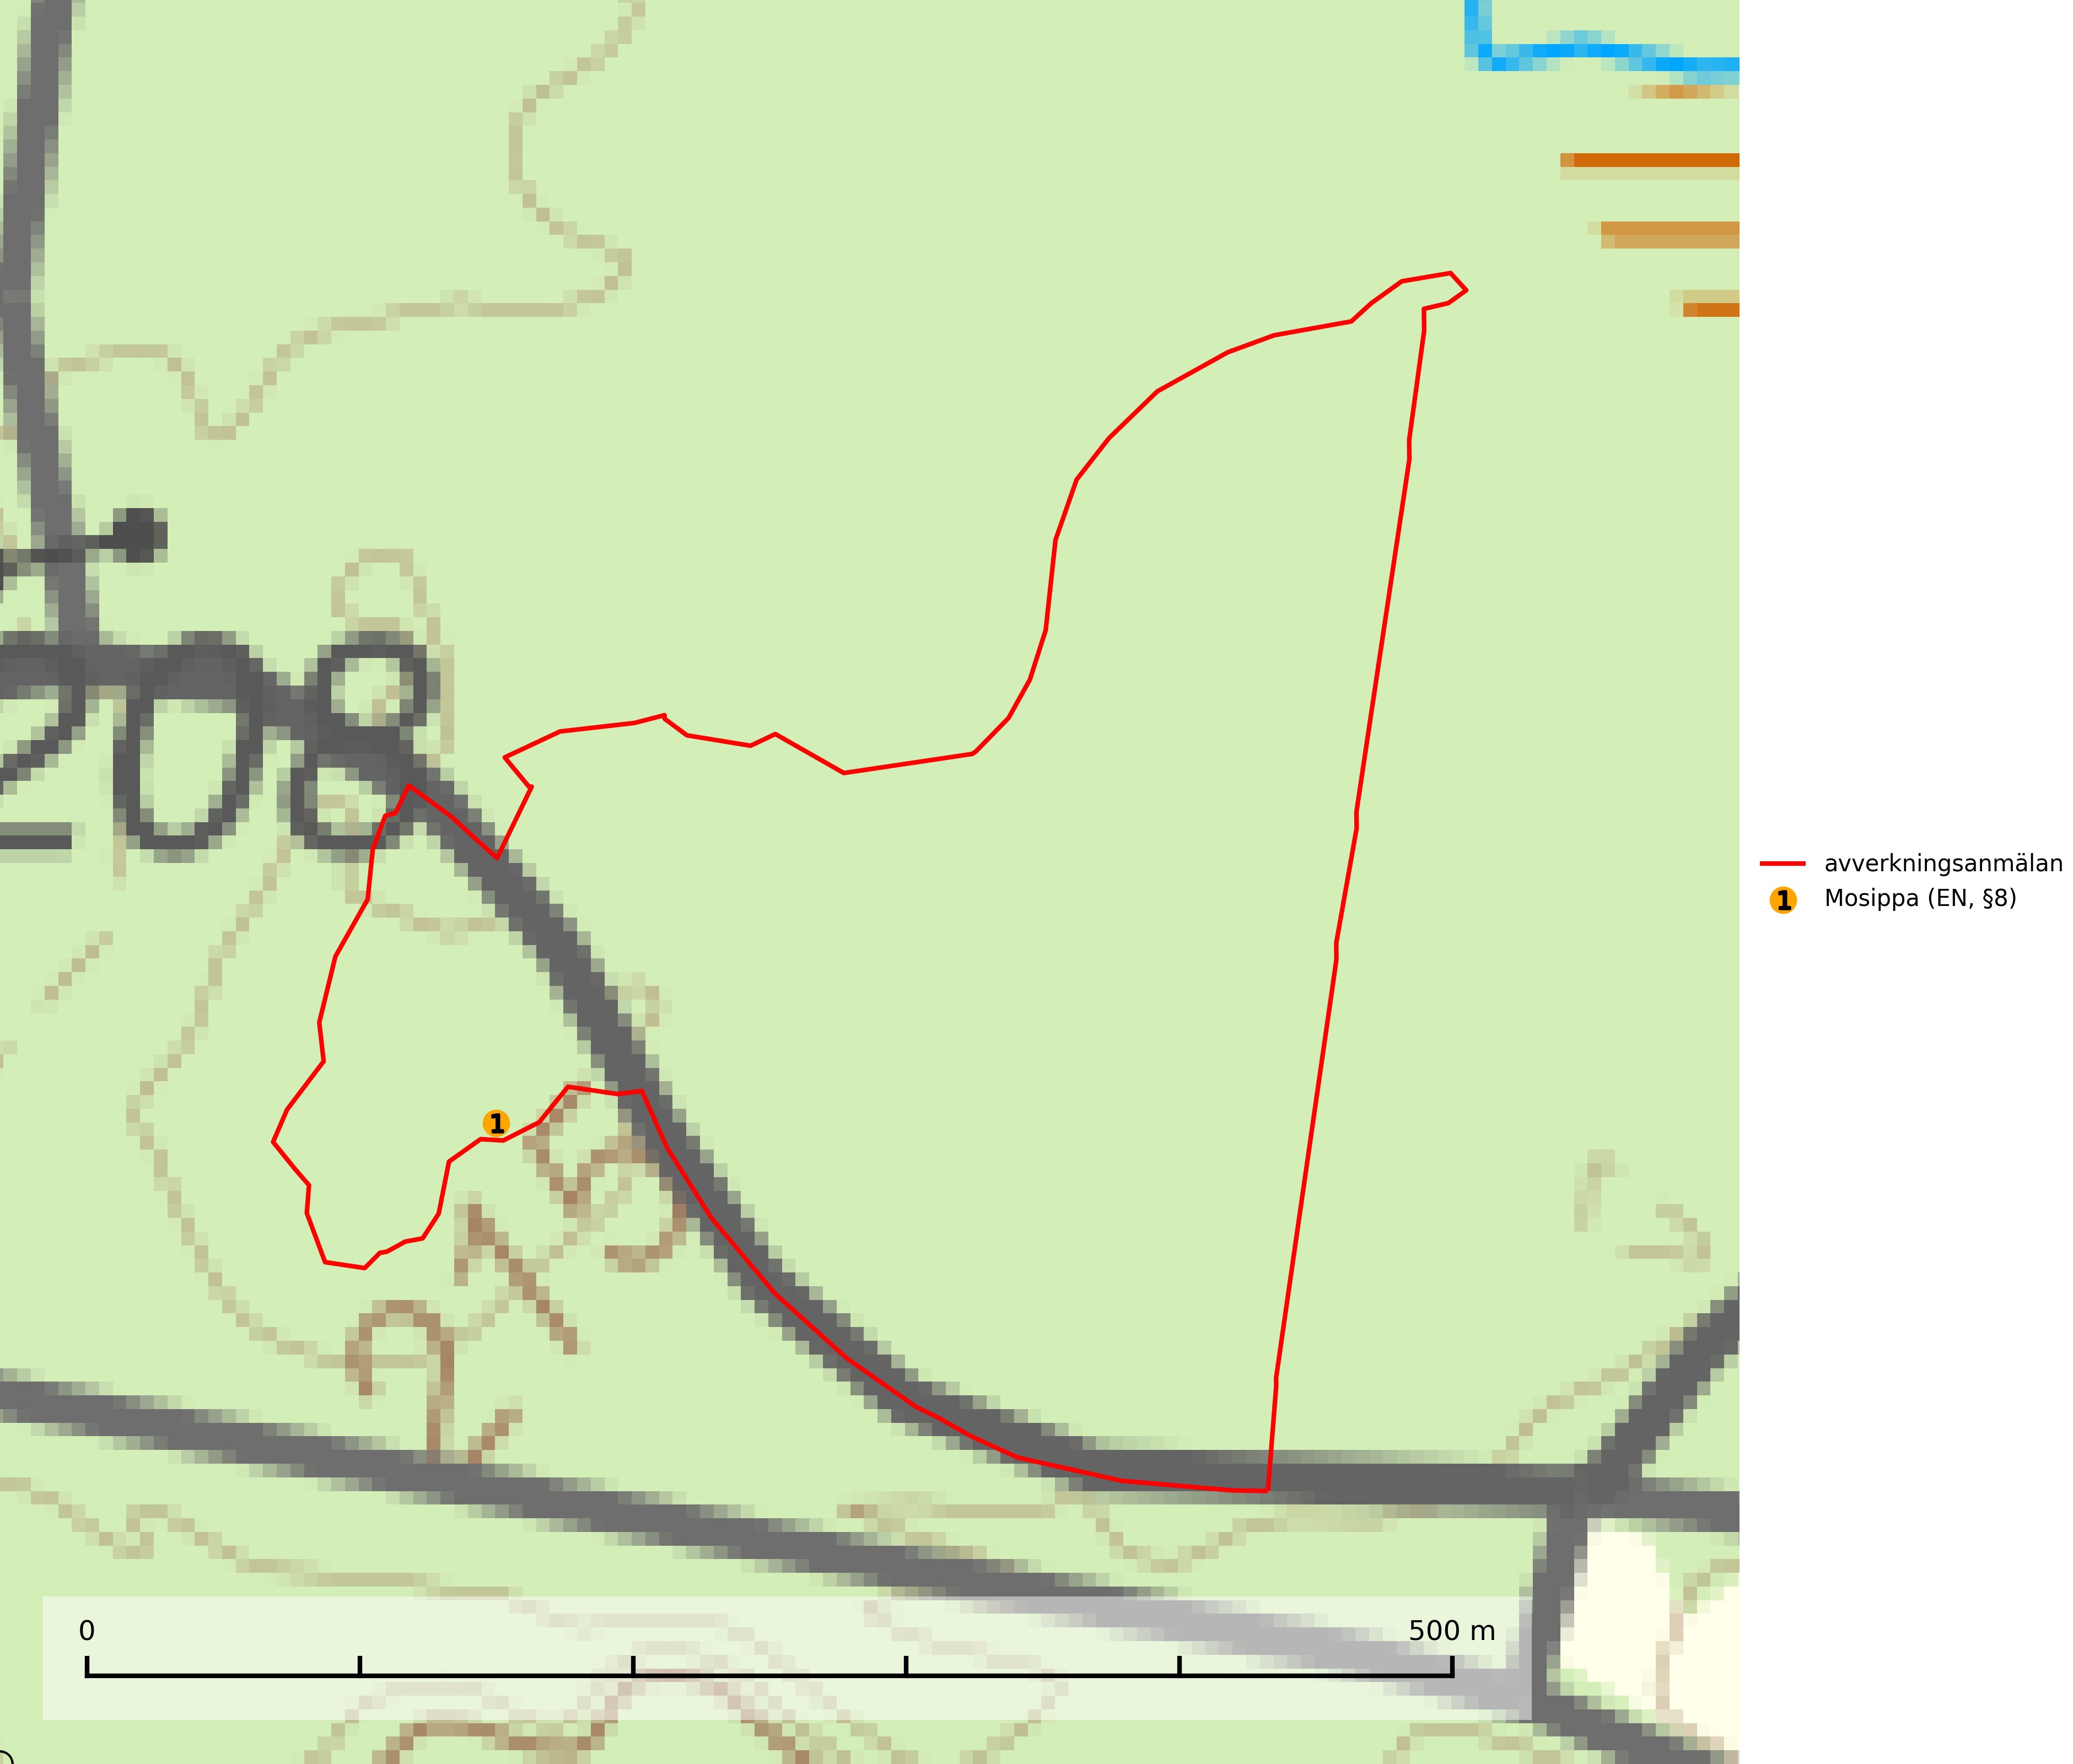 avverkningsanmälan
1 Mosippa (EN, §8)
1
0 500 m